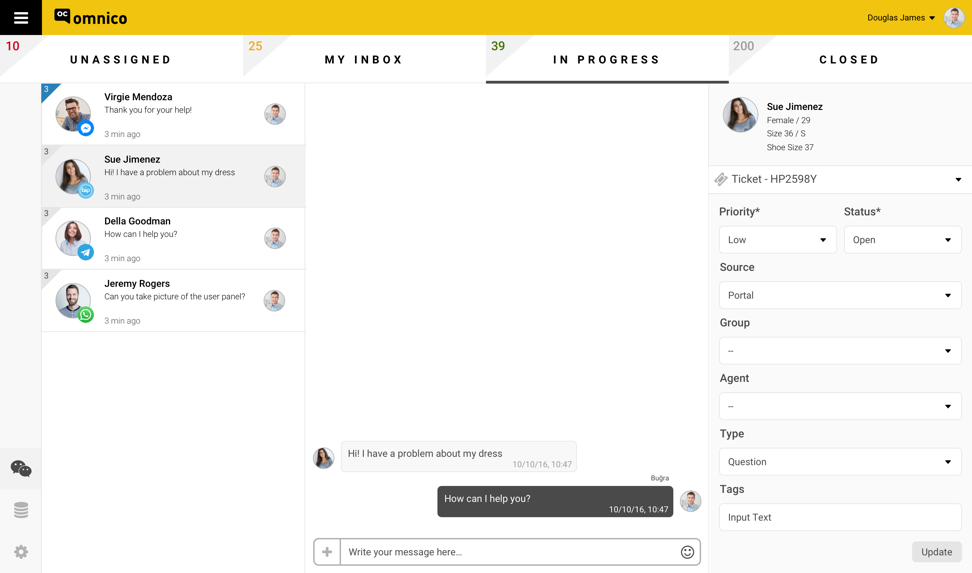 OC omnico
Douglas James
10
UNASSIGNED
25
MY INBOX
39
IN PROGRESS
200
CLOSED
3
Virgie Mendoza
Thank you for your help!
3 min ago
3
Sue Jimenez
Hi! I have a problem about my dress
3 min ago
bip
3
Della Goodman
How can I help you?
3 min ago
3
Jeremy Rogers
Can you take picture of the user panel?
3 min ago
Hi! I have a problem about my dress
10/10/16, 10:47
Buğra
How can I help you?
10/10/16, 10:47
Write your message here...
Sue Jimenez
Female / 29
Size 36 / S
Shoe Size 37
Ticket - HP2598Y
Priority* Status*
Low Open
Source
Portal
Group
--
Agent
--
Type
Question
Tags
Input Text
Update